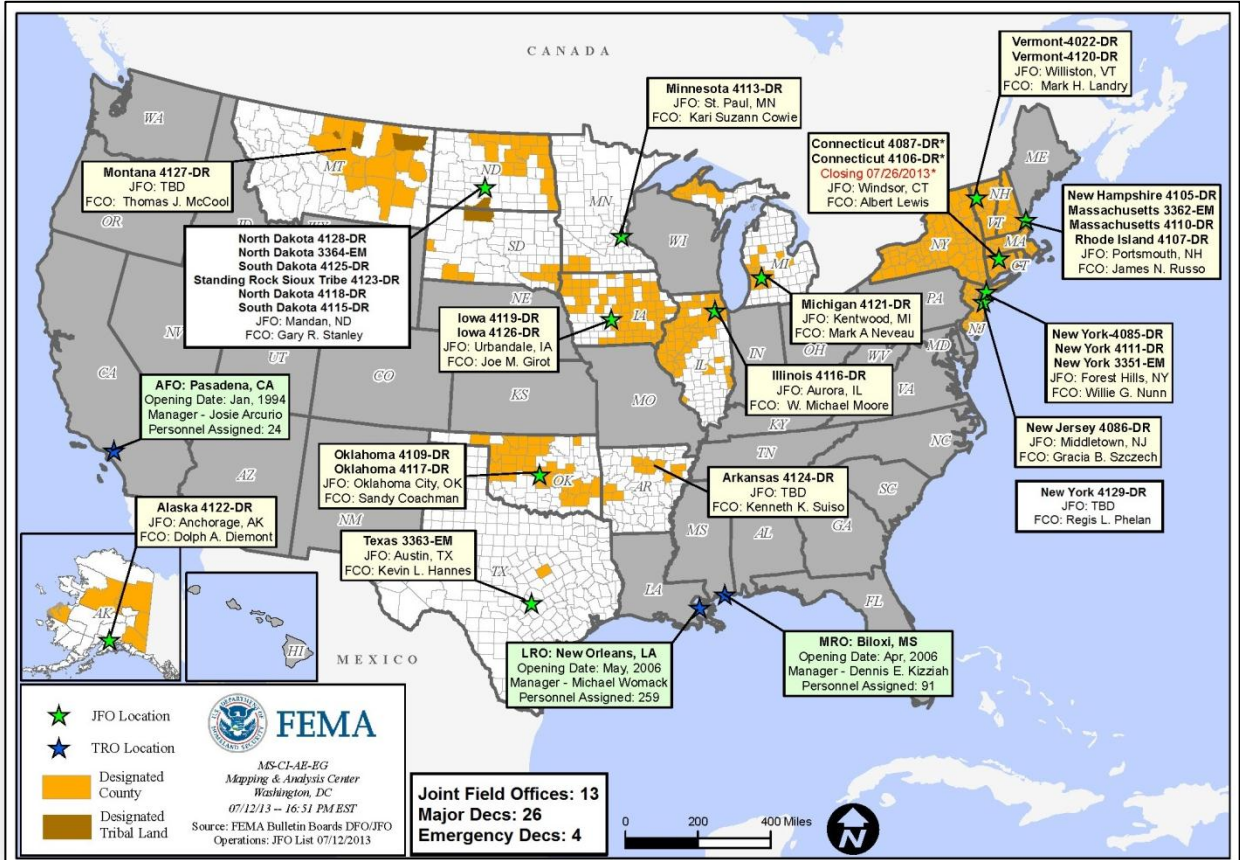 CANADA
Vermont-4022-DR
Vermont-4120-DR
JFO: Williston, VT
FCO: Mark H. Landry
Minnesota 4113-DR
JFO: St. Paul, MN
FCO: Kari Suzann Cowie
Connecticut 4087-DR*
Connecticut 4106-DR*
Closing 07/26/2013*
JFO: Windsor, CT
FCO: Albert Lewis
Montana 4127-DR
JFO: TBD
FCO: Thomas J. McCool
New Hampshire 4105-DR
Massachusetts 3362-EM
Massachusetts 4110-DR
Rhode Island 4107-DR
JFO: Portsmouth, NH
FCO: James N. Russo
North Dakota 4128-DR
North Dakota 3364-EM
South Dakota 4125-DR
Standing Rock Sioux Tribe 4123-DR
North Dakota 4118-DR
South Dakota 4115-DR
JFO: Mandan, ND
FCO: Gary R. Stanley
Iowa 4119-DR
Iowa 4126-DR
JFO: Urbandale, IA
FCO: Joe M. Girot
Michigan 4121-DR
JFO: Kentwood, MI
FCO: Mark A Neveau
New York-4085-DR
New York 4111-DR
New York 3351-EM
JFO: Forest Hills, NY
FCO: Willie G. Nunn
Illinois 4116-DR
JFO: Aurora, IL
FCO: W. Michael Moore
AFO: Pasadena, CA
Opening Date: Jan, 1994
Manager - Josie Arcurio
Personnel Assigned: 24
New Jersey 4086-DR
JFO: Middletown, NJ
FCO: Gracia B. Szczech
Oklahoma 4109-DR
Oklahoma 4117-DR
JFO: Oklahoma City, OK
FCO: Sandy Coachman
Arkansas 4124-DR
JFO: TBD
FCO: Kenneth K. Suiso
New York 4129-DR
JFO: TBD
FCO: Regis L. Phelan
Alaska 4122-DR
JFO: Anchorage, AK
FCO: Dolph A. Diemont
Texas 3363-EM
JFO: Austin, TX
FCO: Kevin L. Hannes
LRO: New Orleans, LA
Opening Date: May, 2006
Manager - Michael Womack
Personnel Assigned: 259
MRO: Biloxi, MS
Opening Date: Apr, 2006
Manager - Dennis E. Kizziah
Personnel Assigned: 91
MEXICO
WA
OR
CA
NV
UT
AZ
NM
CO
MT
ND
SD
NE
KS
OK
TX
MN
IA
MO
AR
LA
WI
IL
MI
IN
OH
KY
TN
MS
AL
GA
FL
SC
NC
VA
WV
MD
PA
NJ
NY
CT
MA
VT
NH
ME
AK
HI
JFO Location
TRO Location
Designated
County
Designated
Tribal Land
U.S. DEPARTMENT OF
HOMELAND SECURITY
FEMA
MS-CI-AE-EG
Mapping & Analysis Center
Washington, DC
07/12/13 -- 16:51 PM EST
Source: FEMA Bulletin Boards DFO/JFO
Operations: JFO List 07/12/2013
Joint Field Offices: 13
Major Decs: 26
Emergency Decs: 4
0 200 400 Miles
N